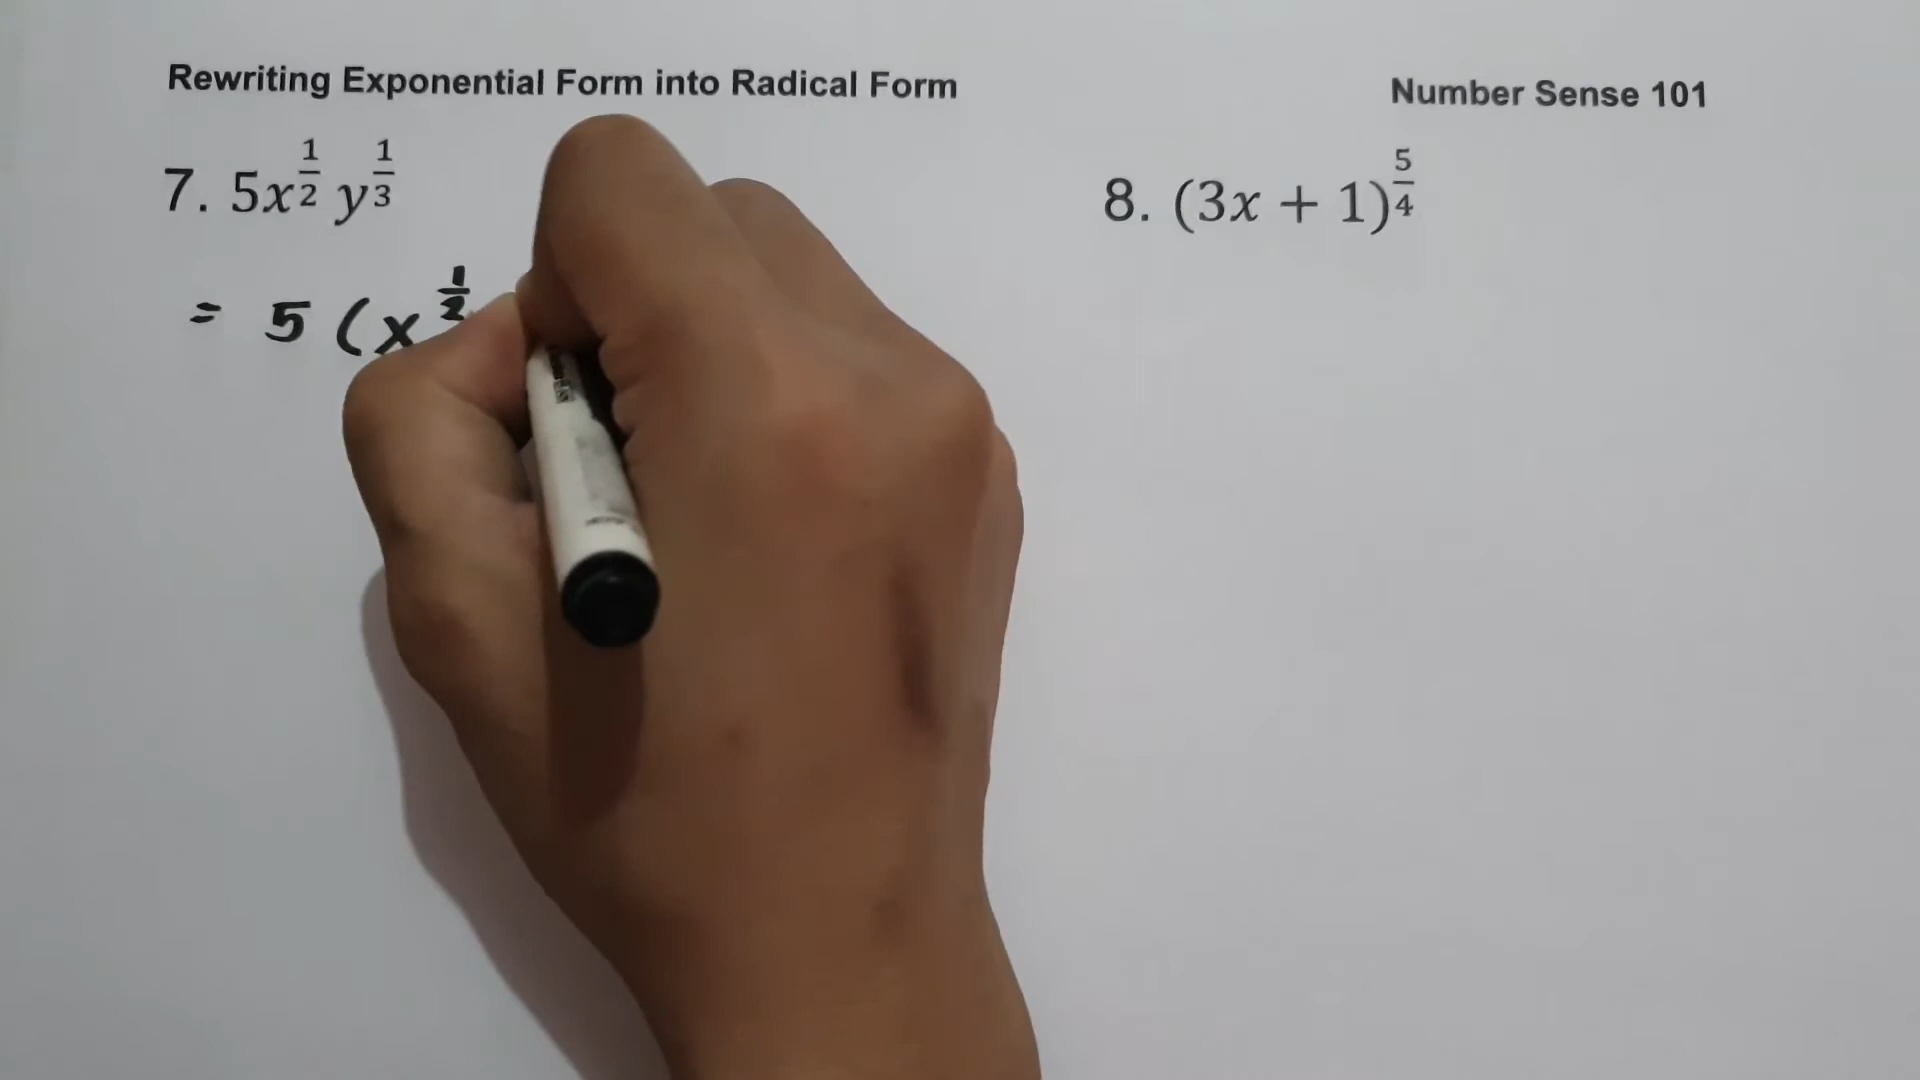 Rewriting Exponential Form into Radical Form
Number Sense 101
7. 5x^{1/2} y^{1/3}
8. (3x + 1)^{5/4}
= 5 (x^{1/2}